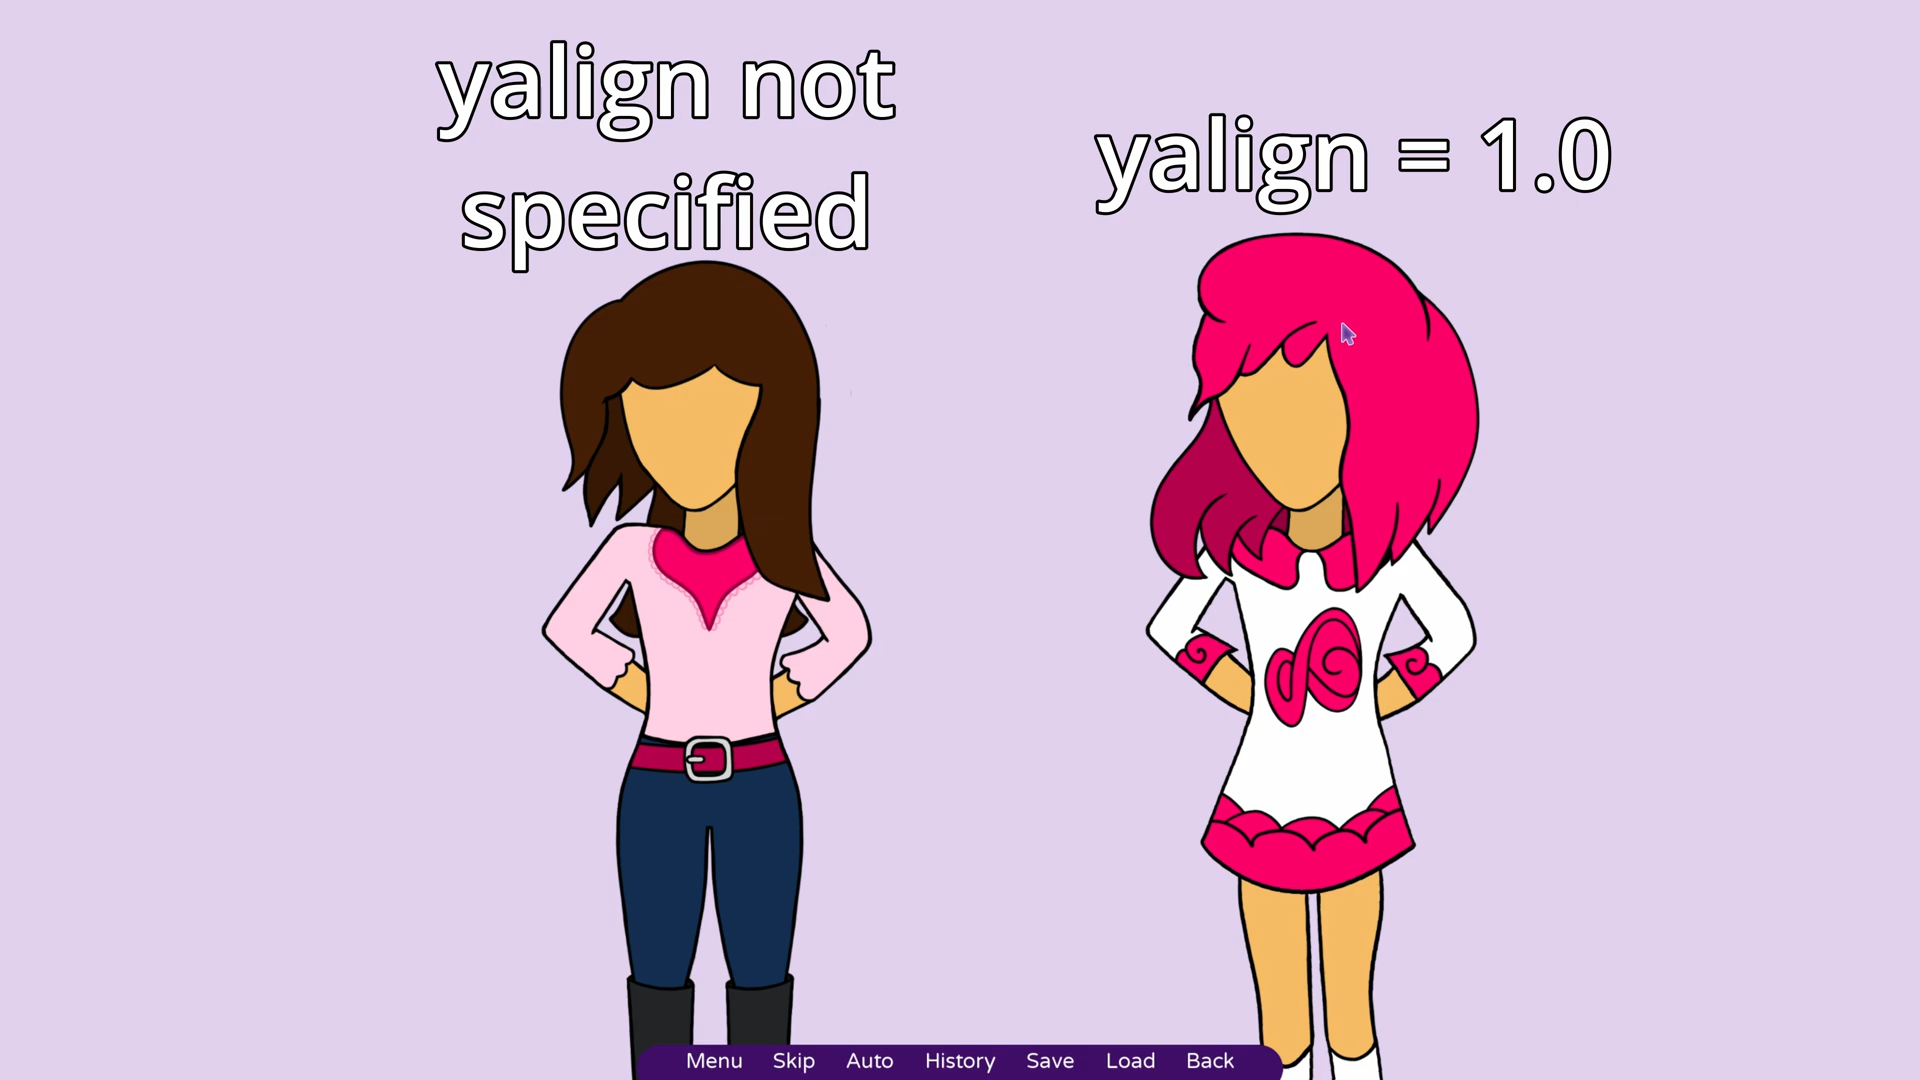 yalign not
specified
yalign = 1.0
Menu Skip Auto History Save Load Back